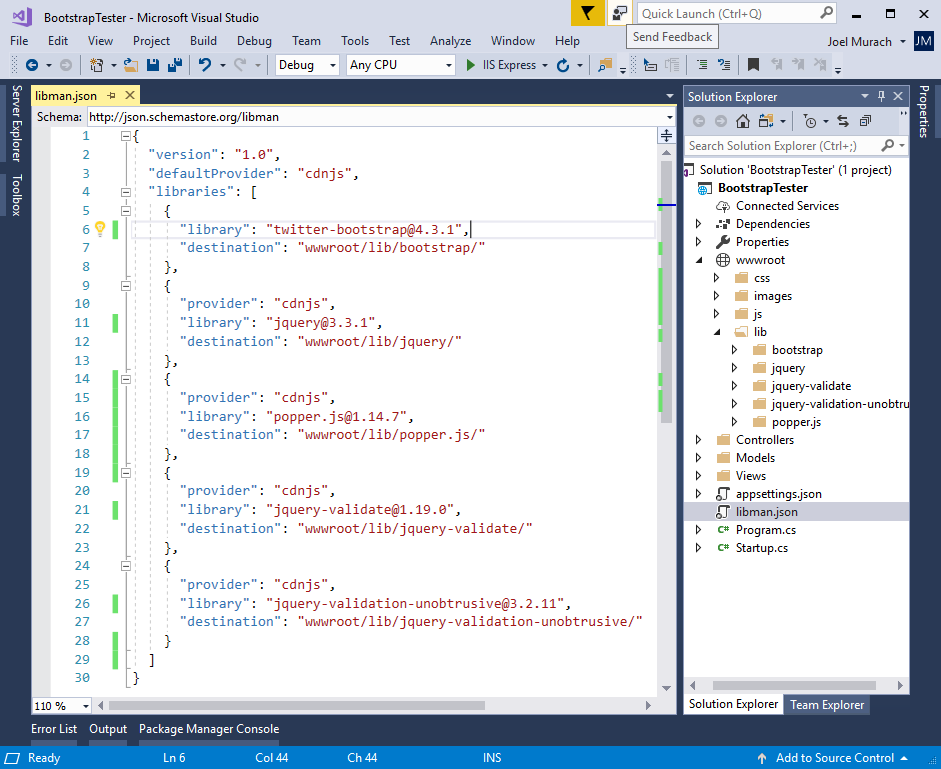 BootstrapTester - Microsoft Visual Studio
Quick Launch (Ctrl+Q)
File Edit View Project Build Debug Team Tools Test Analyze Window Help
Send Feedback
Joel Murach
JM
Debug Any CPU IIS Express
Server Explorer
Toolbox
libman.json
Schema: http://json.schemastore.org/libman
1 {
2 "version": "1.0",
3 "defaultProvider": "cdnjs",
4 "libraries": [
5 {
6 "library": "twitter-bootstrap@4.3.1",
7 "destination": "wwwroot/lib/bootstrap/"
8 },
9 {
10 "provider": "cdnjs",
11 "library": "jquery@3.3.1",
12 "destination": "wwwroot/lib/jquery/"
13 },
14 {
15 "provider": "cdnjs",
16 "library": "popper.js@1.14.7",
17 "destination": "wwwroot/lib/popper.js/"
18 },
19 {
20 "provider": "cdnjs",
21 "library": "jquery-validate@1.19.0",
22 "destination": "wwwroot/lib/jquery-validate/"
23 },
24 {
25 "provider": "cdnjs",
26 "library": "jquery-validation-unobtrusive@3.2.11",
27 "destination": "wwwroot/lib/jquery-validation-unobtrusive/"
28 }
29 ]
30 }
110 %
Solution Explorer
Search Solution Explorer (Ctrl+;)
Solution 'BootstrapTester' (1 project)
BootstrapTester
Connected Services
Dependencies
Properties
wwwroot
css
images
js
lib
bootstrap
jquery
jquery-validate
jquery-validation-unobtru
popper.js
Controllers
Models
Views
appsettings.json
libman.json
C# Program.cs
C# Startup.cs
Solution Explorer Team Explorer
Properties
Error List Output Package Manager Console
Ready Ln 6 Col 44 Ch 44 INS Add to Source Control